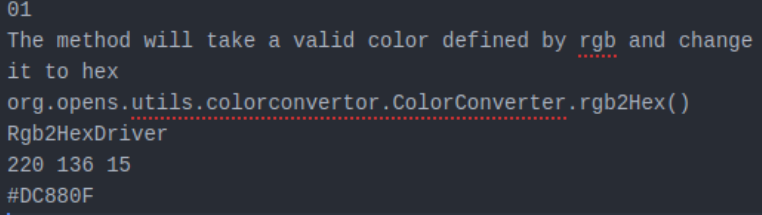 01
The method will take a valid color defined by rgb and change
it to hex
org.opens.utils.colorconvertor.ColorConverter.rgb2Hex()
Rgb2HexDriver
220 136 15
#DC880F